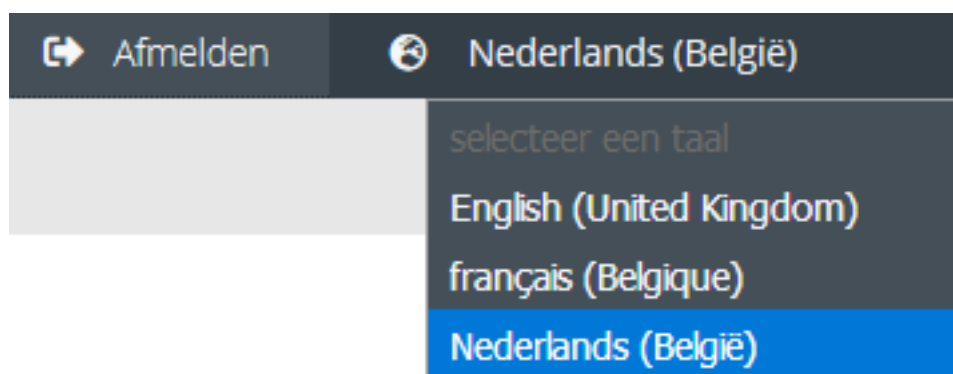 Afmelden Nederlands (België)
selecteer een taal
English (United Kingdom)
français (Belgique)
Nederlands (België)